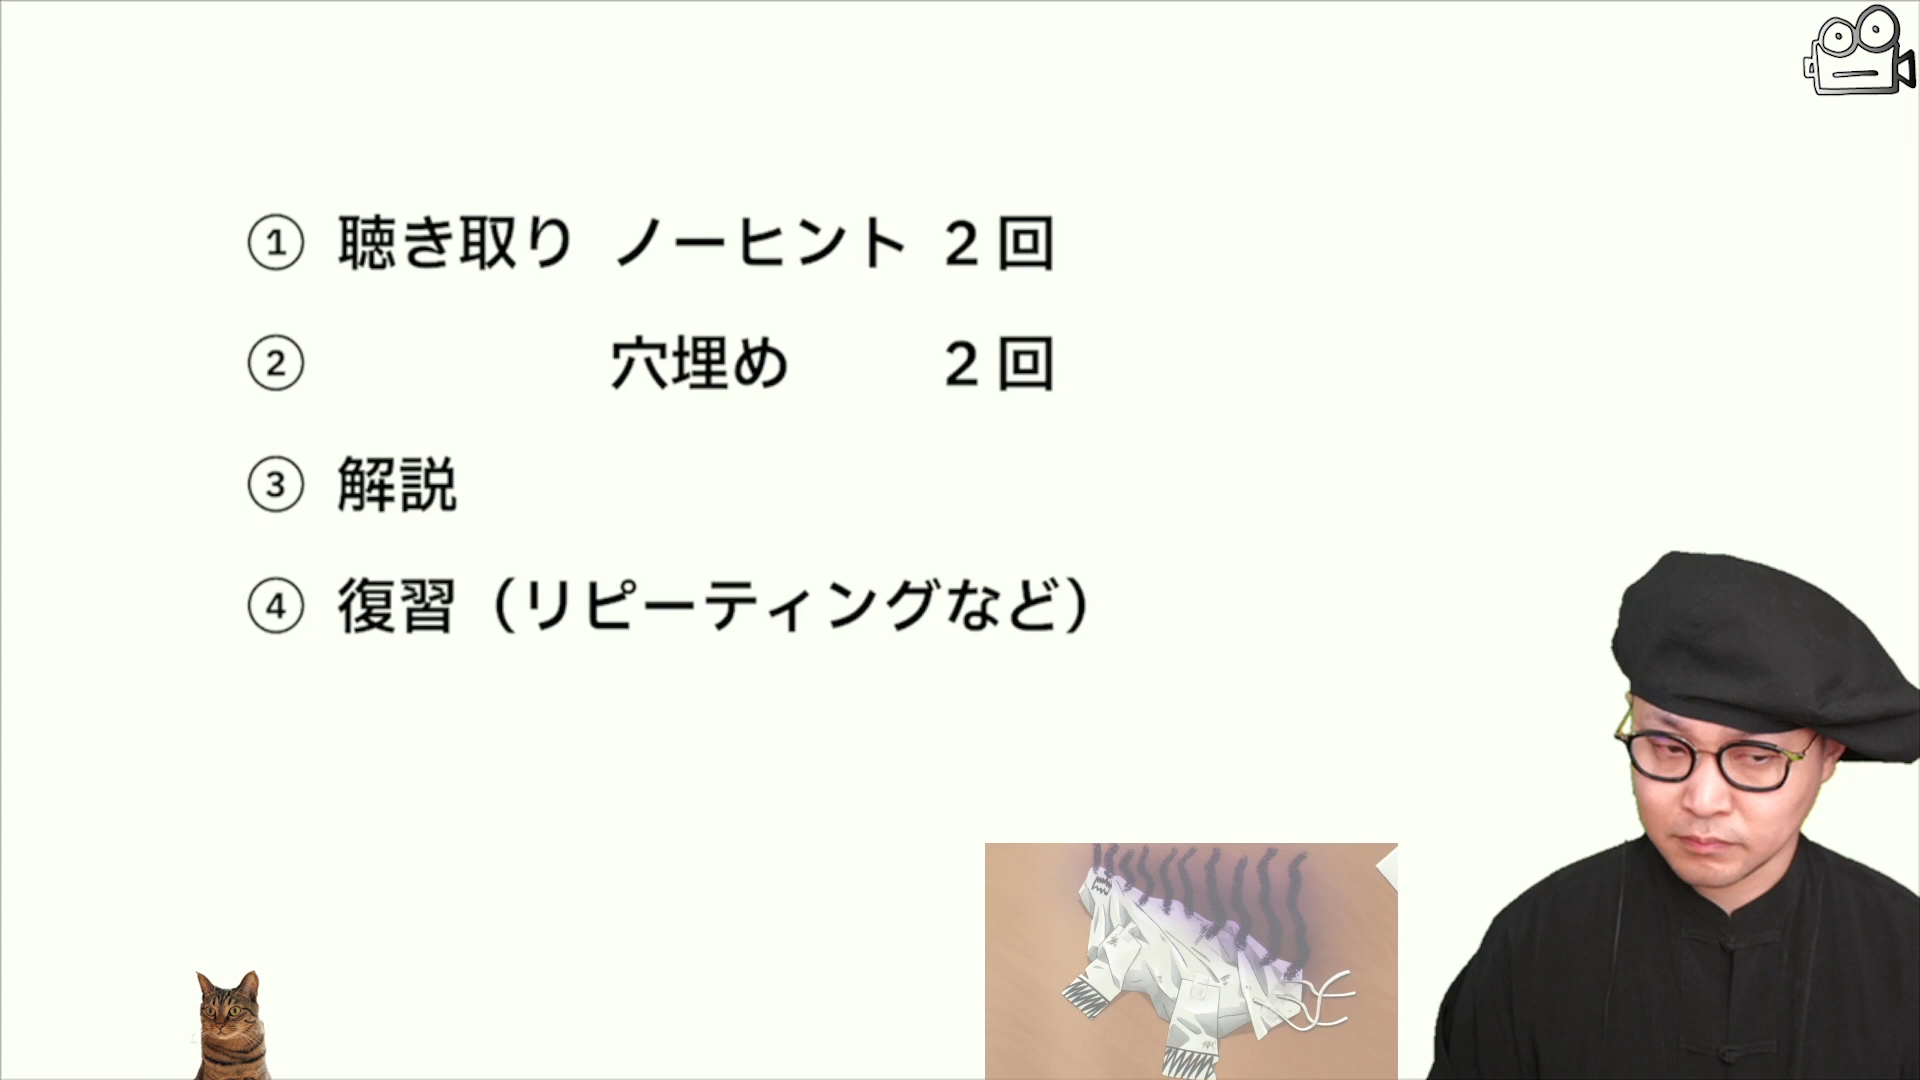 ① 聴き取り ノーヒント 2回
② 穴埋め 2回
③ 解説
④ 復習（リピーティングなど）